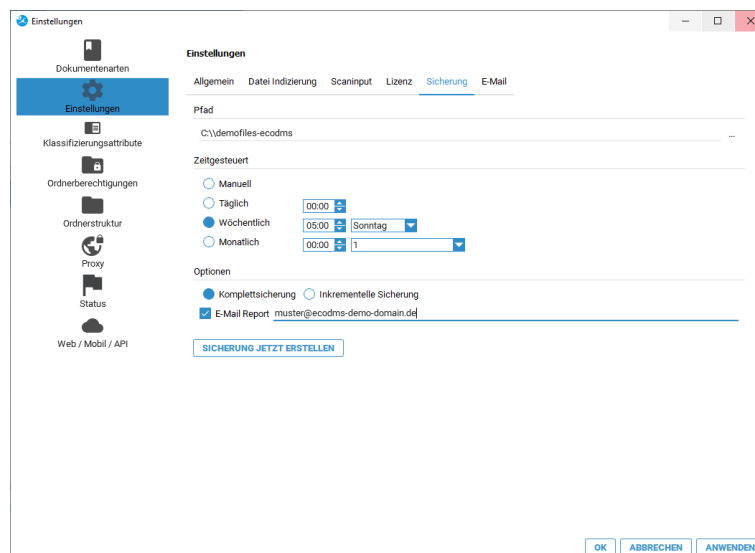 Einstellungen
Dokumentenarten
Einstellungen
Klassifizierungsattribute
Ordnerberechtigungen
Ordnerstruktur
Proxy
Status
Web / Mobil / API
Einstellungen
Allgemein Datei Indizierung Scaninput Lizenz Sicherung E-Mail
Pfad
C:\\demofiles-ecodms ...
Zeitgesteuert
Manuell
Täglich 00:00
Wöchentlich 05:00 Sonntag
Monatlich 00:00 1
Optionen
Komplettsicherung Inkrementelle Sicherung
E-Mail Report muster@ecodms-demo-domain.de
SICHERUNG JETZT ERSTELLEN
OK ABBRECHEN ANWENDEN